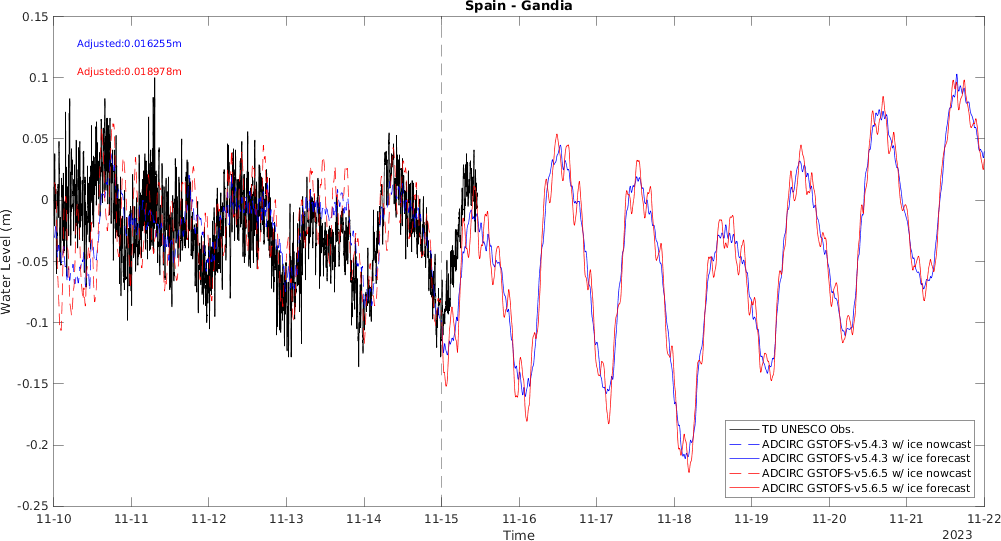 Spain - Gandia
0.15
0.1
0.05
0
-0.05
-0.1
-0.15
-0.2
-0.25
Water Level (m)
Adjusted:0.016255m
Adjusted:0.018978m
TD UNESCO Obs.
ADCIRC GSTOFS-v5.4.3 w/ ice nowcast
ADCIRC GSTOFS-v5.4.3 w/ ice forecast
ADCIRC GSTOFS-v5.6.5 w/ ice nowcast
ADCIRC GSTOFS-v5.6.5 w/ ice forecast
11-10 11-11 11-12 11-13 11-14 11-15 11-16 11-17 11-18 11-19 11-20 11-21 11-22
Time
2023